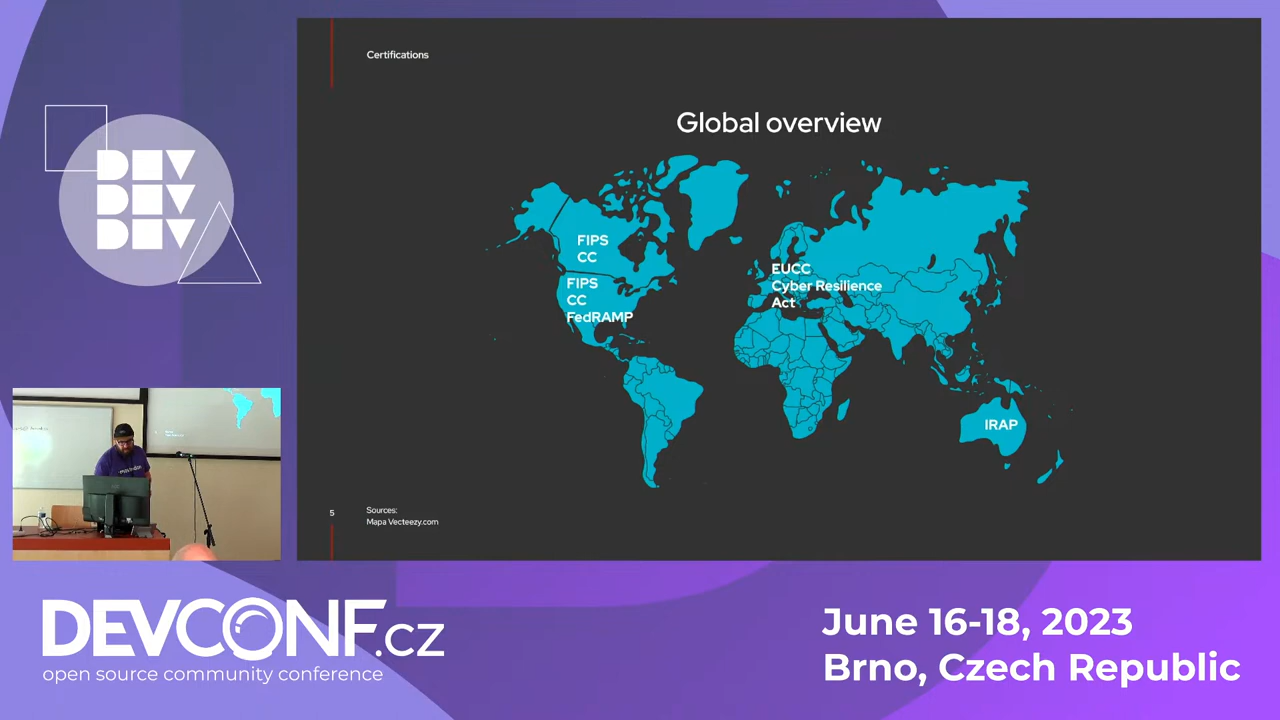 Certifications
Global overview
FIPS
CC
FIPS
CC
FedRAMP
EUCC
Cyber Resilience
Act
IRAP
5
Sources:
Mapa Vecteezy.com
DEV
DEV
DEV
DEVCONF.cz
open source community conference
June 16-18, 2023
Brno, Czech Republic